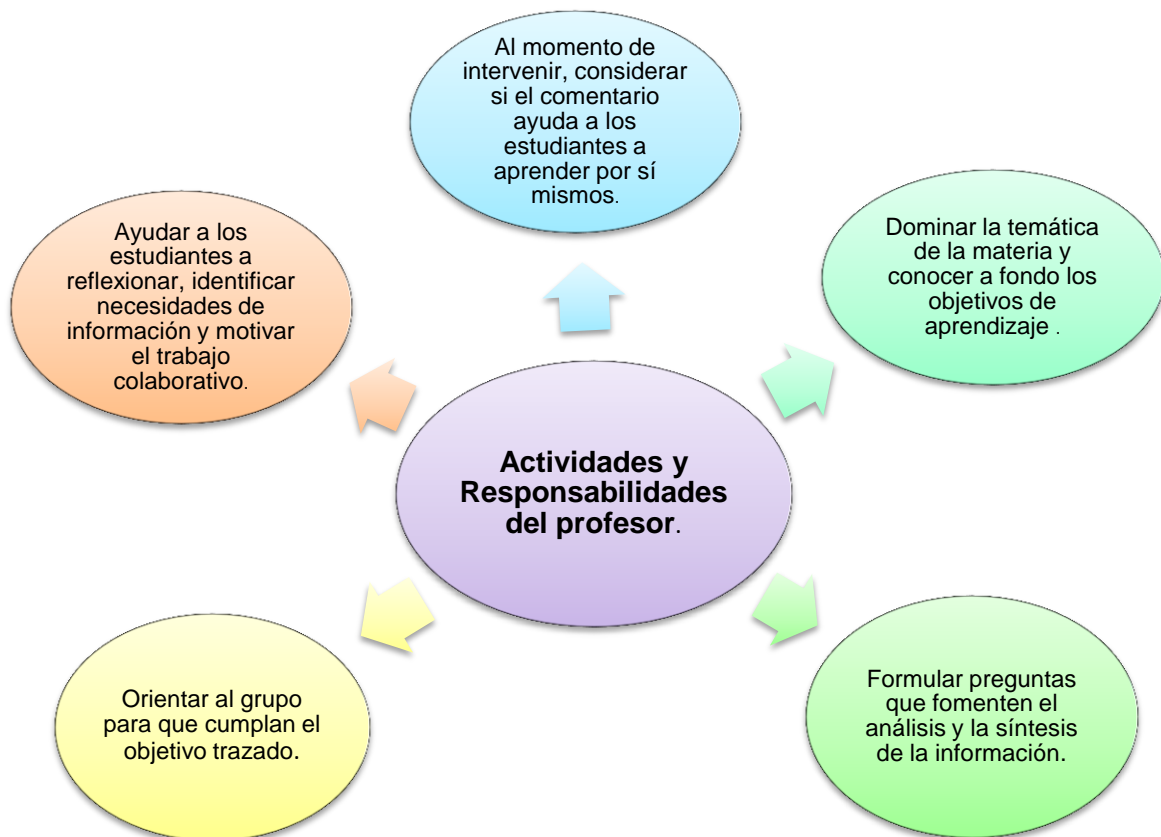 Al momento de
intervenir, considerar
si el comentario
ayuda a los
estudiantes a
aprender por sí
mismos.
Ayudar a los
estudiantes a
reflexionar, identificar
necesidades de
información y motivar
el trabajo
colaborativo.
Dominar la temática
de la materia y
conocer a fondo los
objetivos de
aprendizaje .
Actividades y
Responsabilidades
del profesor.
Orientar al grupo
para que cumplan el
objetivo trazado.
Formular preguntas
que fomenten el
análisis y la síntesis
de la información.